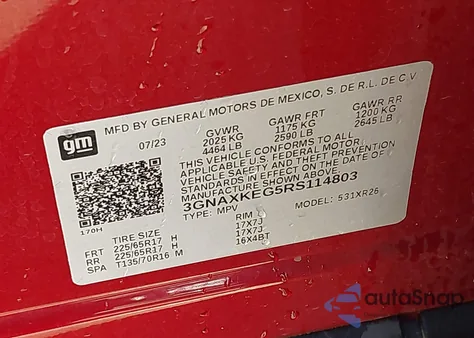 gm
MFD BY GENERAL MOTORS DE MEXICO, S. DE R.L. DE C.V.
07/23 GVWR GAWR FRT GAWR RR
2025 KG 1175 KG 1200 KG
4464 LB 2590 LB 2645 LB
THIS VEHICLE CONFORMS TO ALL
APPLICABLE U.S. FEDERAL MOTOR
VEHICLE SAFETY AND THEFT PREVENTION
STANDARDS IN EFFECT ON THE DATE OF
MANUFACTURE SHOWN ABOVE.
3GNAXKEG5RS114803
TYPE: MPV MODEL: 531XR26
170H
TIRE SIZE RIM
FRT 225/65R17 H 17X7J
RR 225/65R17 H 17X7J
SPA T135/70R16 M 16X4BT
autoSnap